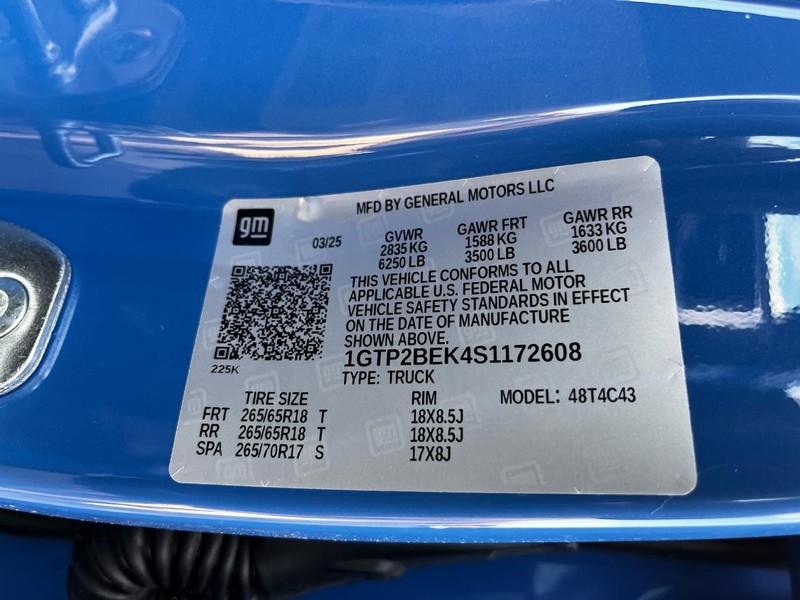 gm
MFD BY GENERAL MOTORS LLC
03/25
GVWR
2835 KG
6250 LB
GAWR FRT
1588 KG
3500 LB
GAWR RR
1633 KG
3600 LB
THIS VEHICLE CONFORMS TO ALL
APPLICABLE U.S. FEDERAL MOTOR
VEHICLE SAFETY STANDARDS IN EFFECT
ON THE DATE OF MANUFACTURE
SHOWN ABOVE.
225K
1GTP2BEK4S1172608
TYPE: TRUCK
TIRE SIZE RIM MODEL: 48T4C43
FRT 265/65R18 T 18X8.5J
RR 265/65R18 T 18X8.5J
SPA 265/70R17 S 17X8J